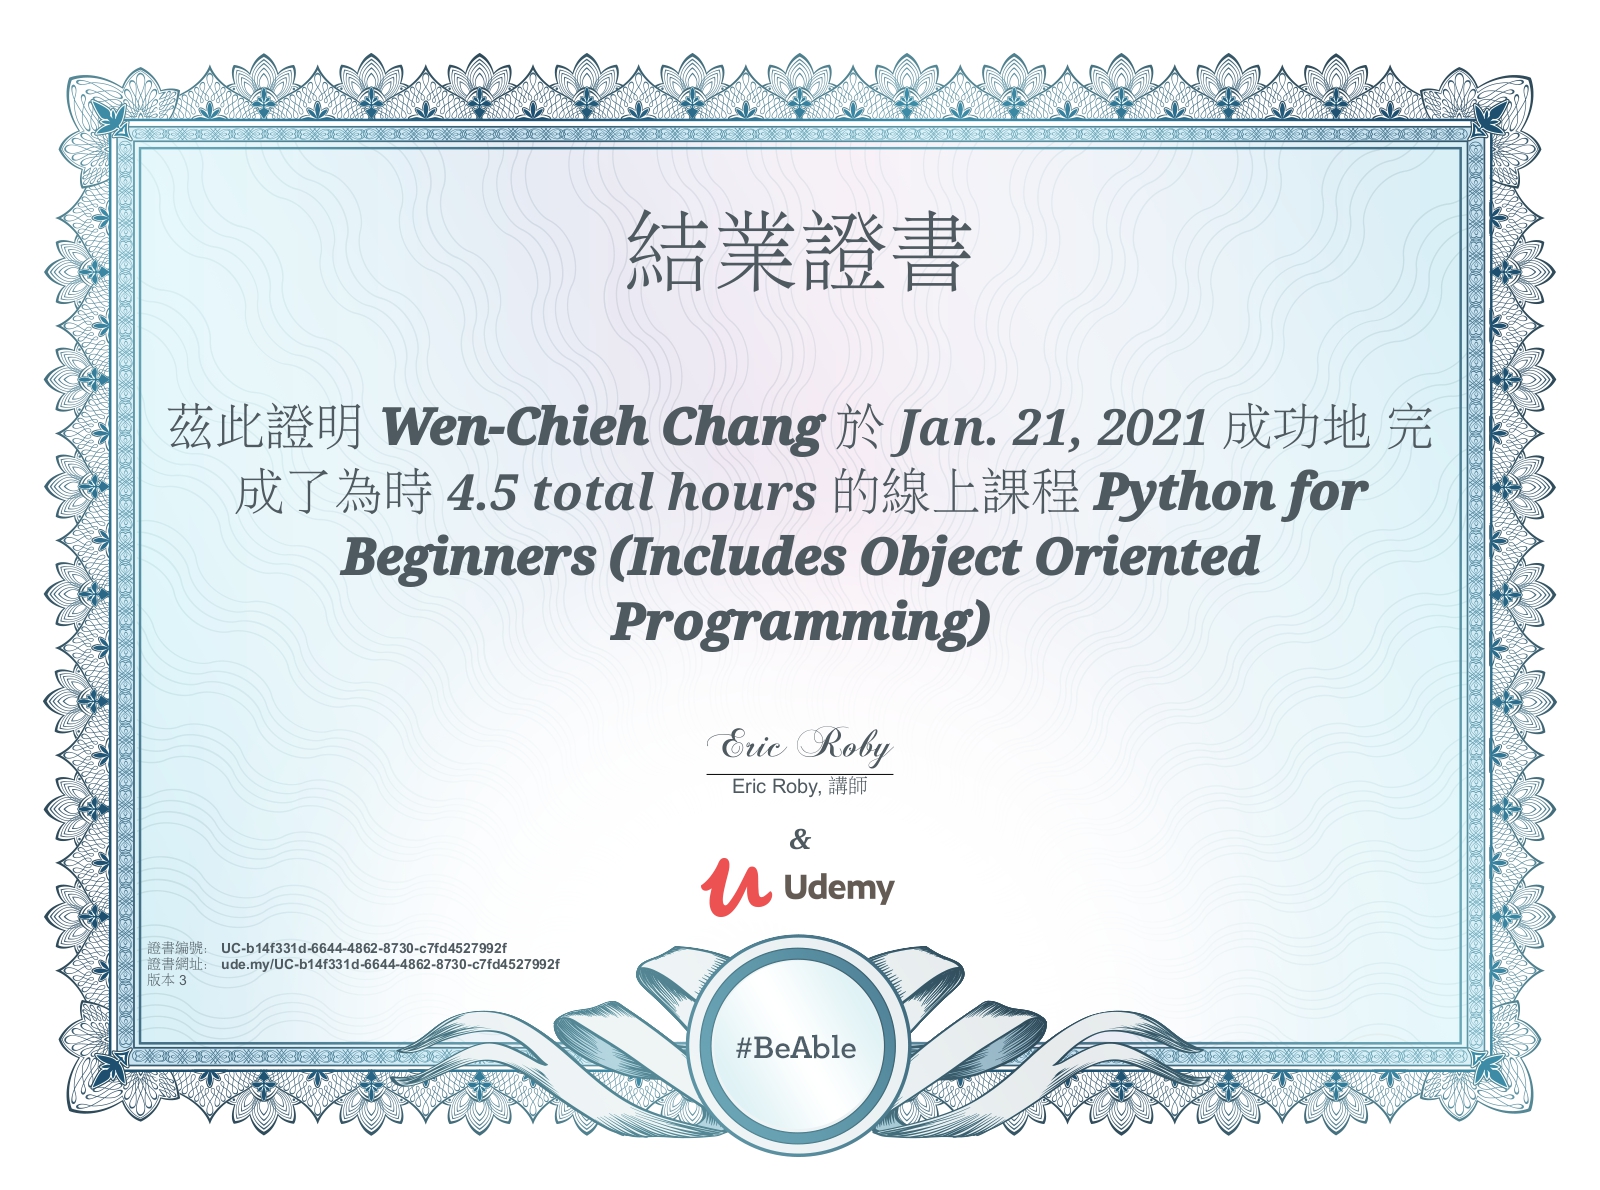 結業證書
茲此證明 Wen-Chieh Chang 於 Jan. 21, 2021 成功地 完
成了為時 4.5 total hours 的線上課程 Python for
Beginners (Includes Object Oriented
Programming)
Eric Roby
Eric Roby, 講師
&
Udemy
證書編號： UC-b14f331d-6644-4862-8730-c7fd4527992f
證書網址： ude.my/UC-b14f331d-6644-4862-8730-c7fd4527992f
版本 3
#BeAble